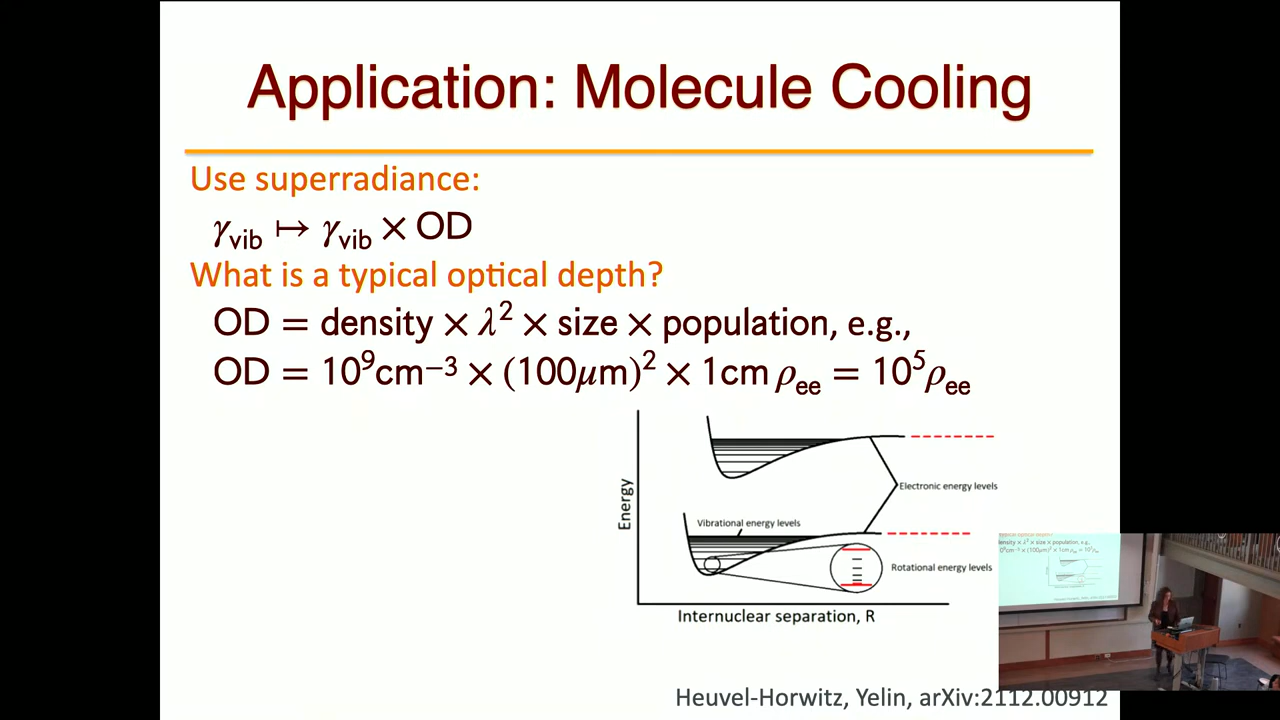 Application: Molecule Cooling
Use superradiance:
γvib ↦ γvib × OD
What is a typical optical depth?
OD = density × λ² × size × population, e.g.,
OD = 10⁹cm⁻³ × (100μm)² × 1cm ρee = 10⁵ρee
Energy
Electronic energy levels
Vibrational energy levels
Rotational energy levels
Internuclear separation, R
Heuvel-Horwitz, Yelin, arXiv:2112.00912